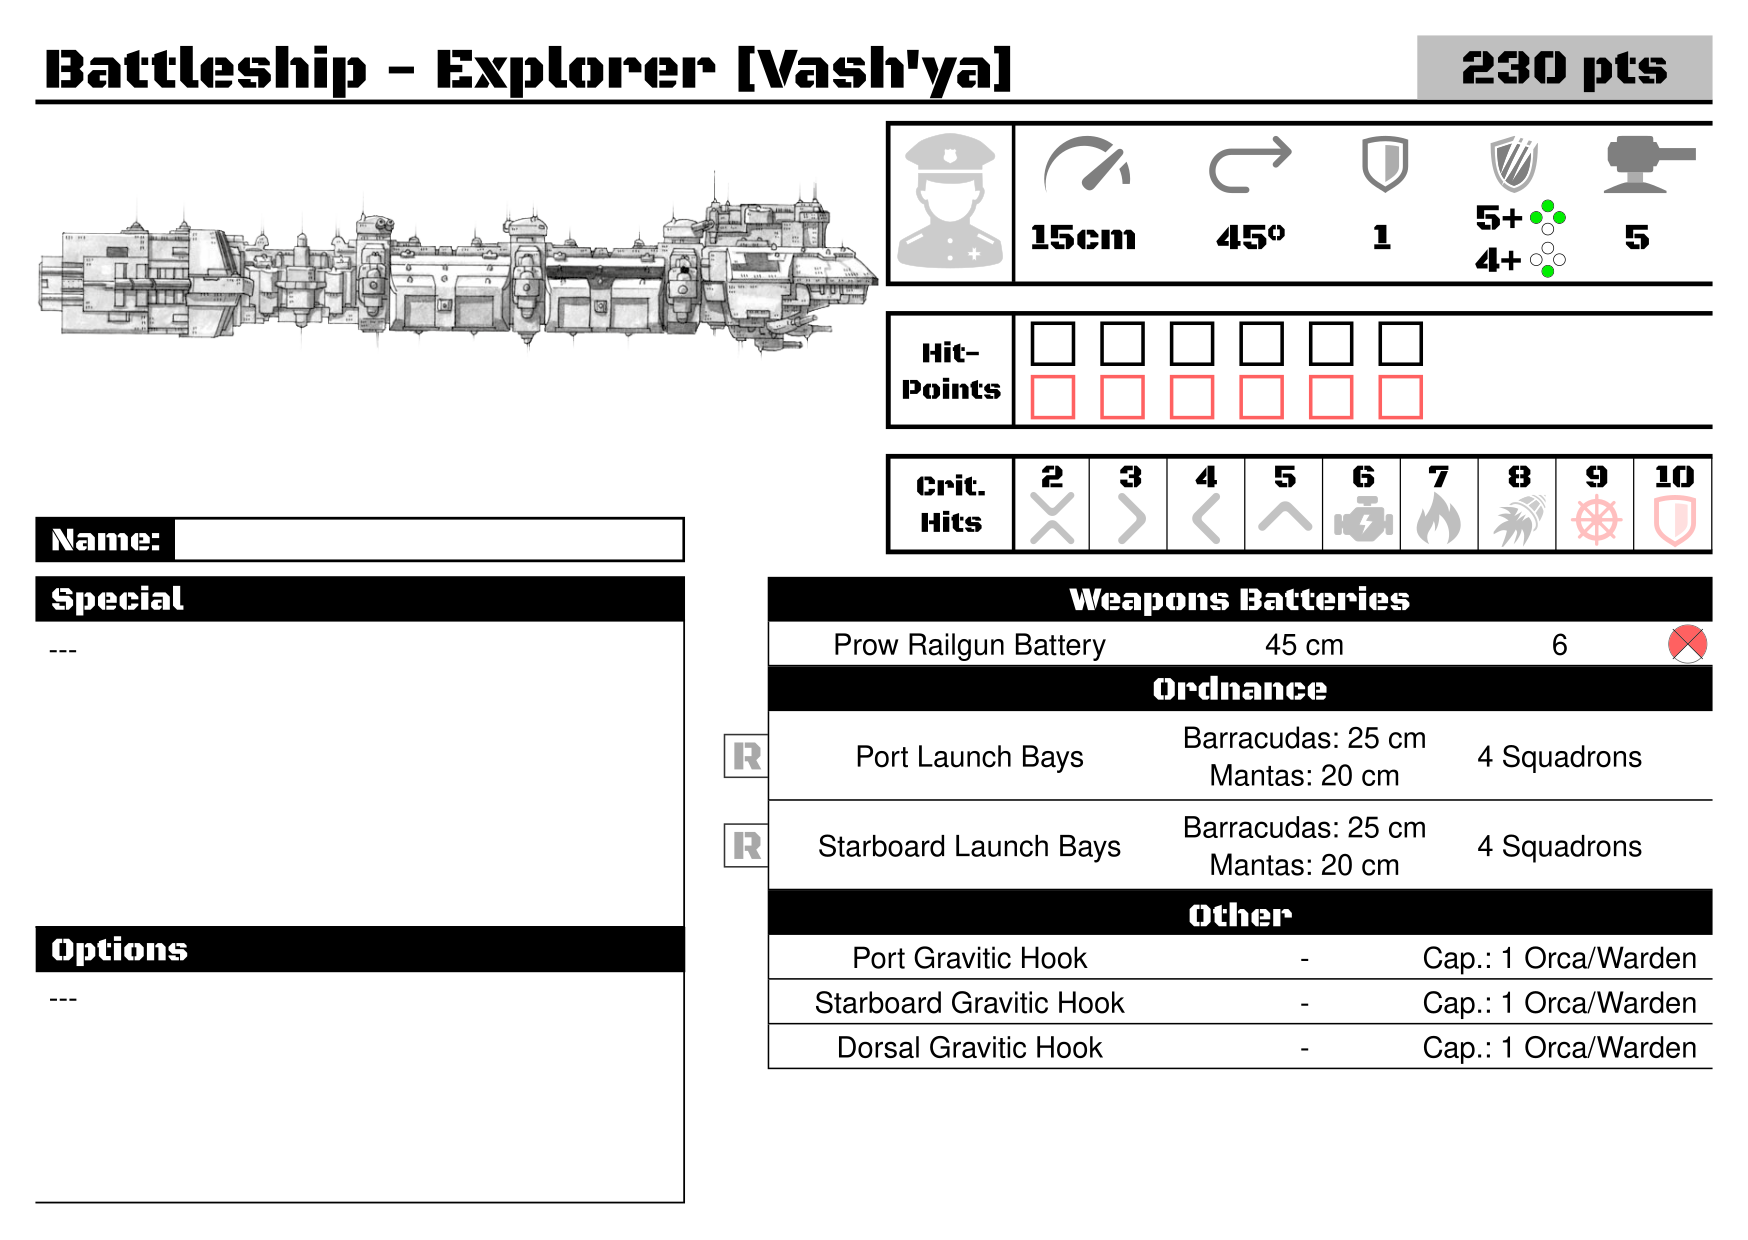 Battleship - Explorer [Vash'ya]
230 pts
15cm
45º
1
5+
4+
5
Hit-
Points
Crit.
Hits
2 3 4 5 6 7 8 9 10
Name:
Special
---
Options
---
Weapons Batteries
Prow Railgun Battery 45 cm 6
Ordnance
R
Port Launch Bays
Barracudas: 25 cm
Mantas: 20 cm
4 Squadrons
R
Starboard Launch Bays
Barracudas: 25 cm
Mantas: 20 cm
4 Squadrons
Other
Port Gravitic Hook - Cap.: 1 Orca/Warden
Starboard Gravitic Hook - Cap.: 1 Orca/Warden
Dorsal Gravitic Hook - Cap.: 1 Orca/Warden